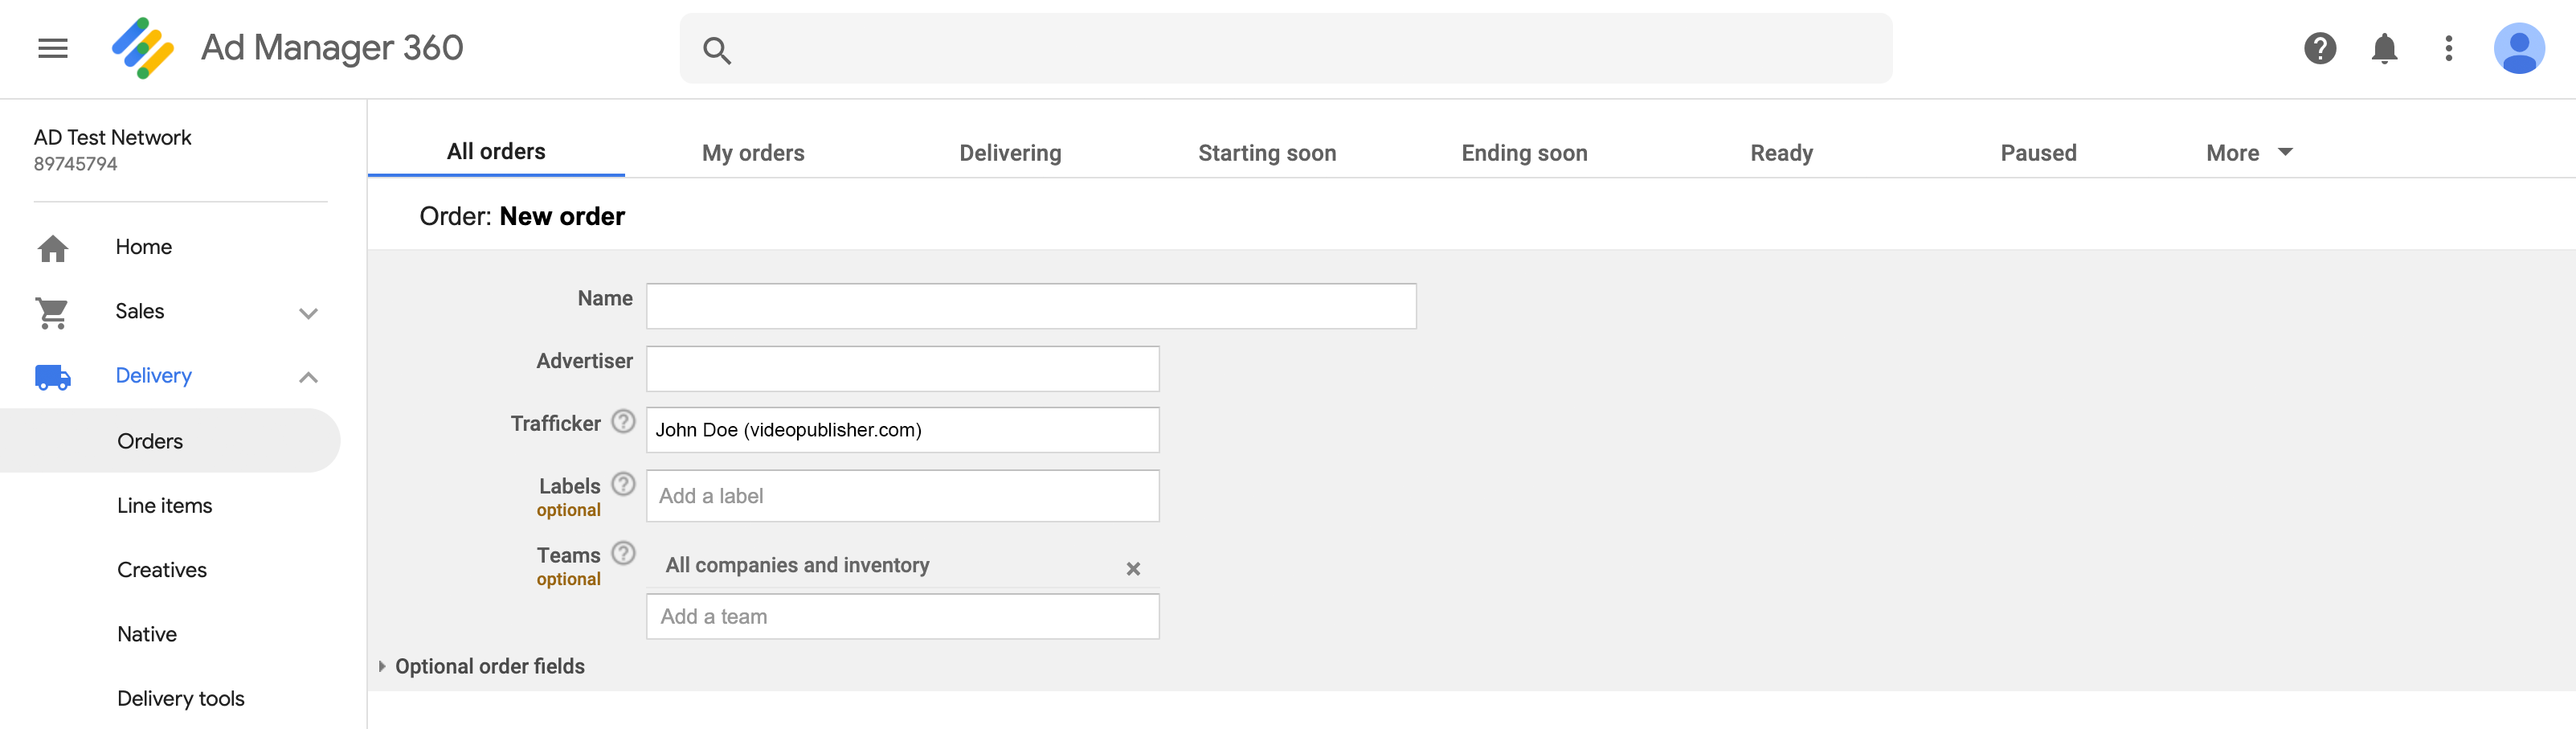 Ad Manager 360
AD Test Network
89745794
Home
Sales
Delivery
Orders
Line items
Creatives
Native
Delivery tools
All orders
My orders
Delivering
Starting soon
Ending soon
Ready
Paused
More
Order: New order
Name
Advertiser
Trafficker
John Doe (videopublisher.com)
Labels
optional
Add a label
Teams
optional
All companies and inventory
Add a team
Optional order fields